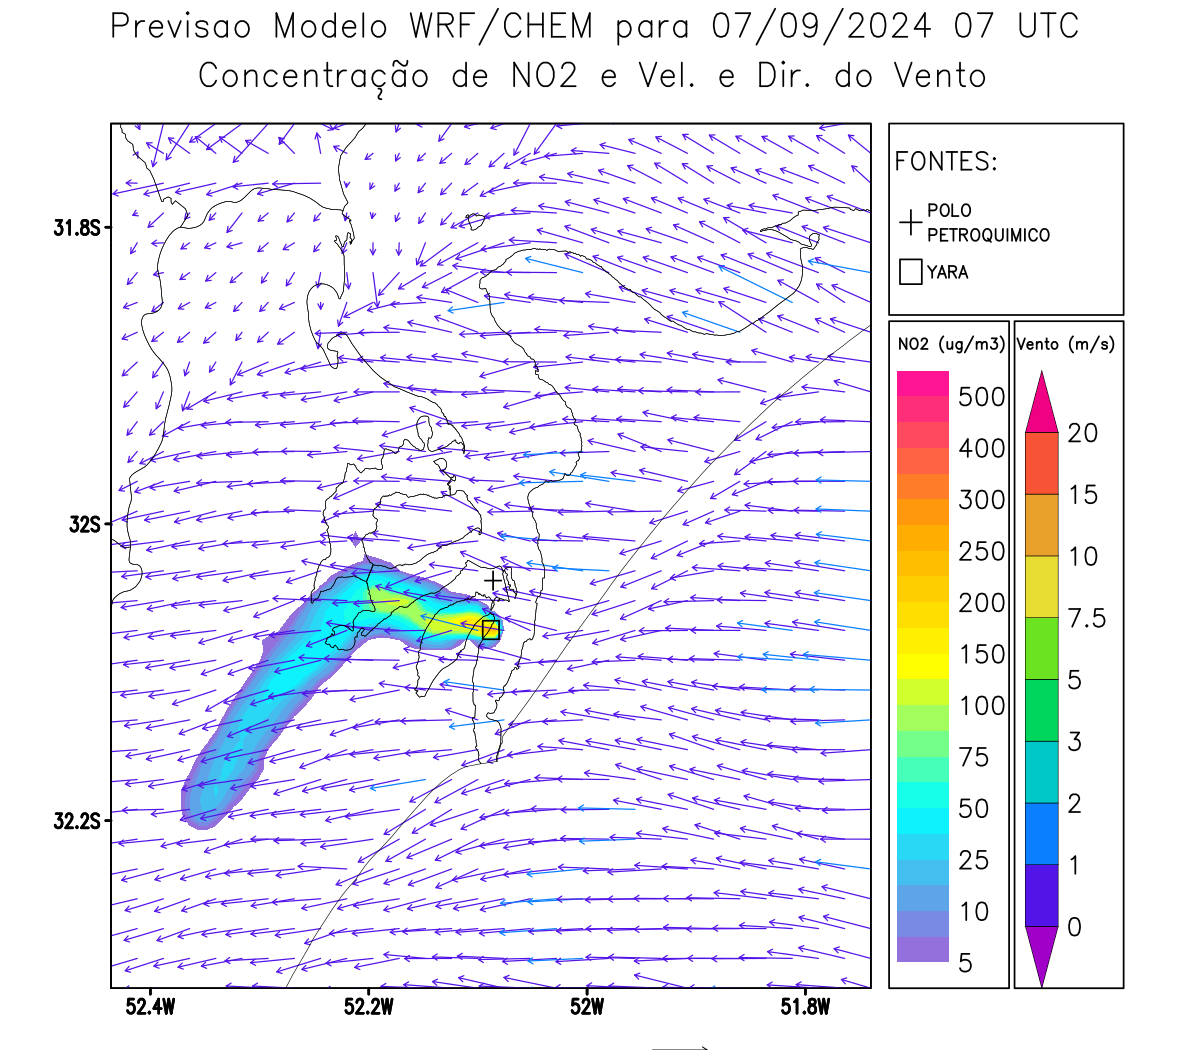 Previsao Modelo WRF/CHEM para 07/09/2024 07 UTC
Concentração de NO2 e Vel. e Dir. do Vento
FONTES:
POLO
PETROQUIMICO
YARA
NO2 (ug/m3)
500
400
300
250
200
150
100
75
50
25
10
5
Vento (m/s)
20
15
10
7.5
5
3
2
1
0
31.8S
32S
32.2S
52.4W
52.2W
52W
51.8W